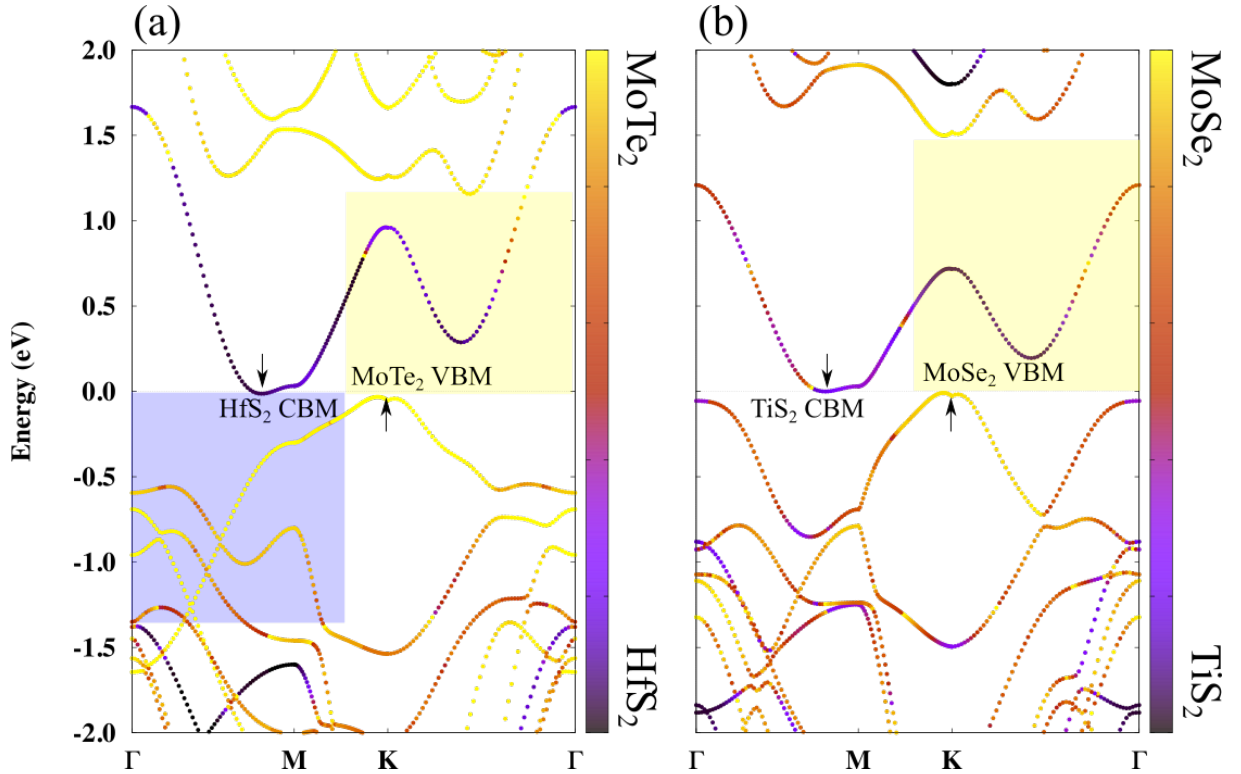 (a)
(b)
2.0
1.5
1.0
0.5
0.0
-0.5
-1.0
-1.5
-2.0
Energy (eV)
HfS₂ CBM
MoTe₂ VBM
Γ
M
K
Γ
MoTe₂
HfS₂
TiS₂ CBM
MoSe₂ VBM
Γ
M
K
Γ
MoSe₂
TiS₂